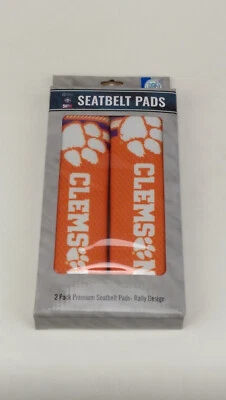 SEATBELT PADS
CLEMSON
CLEMSON
2 Pack Premium Seatbelt Pads- Rally Design